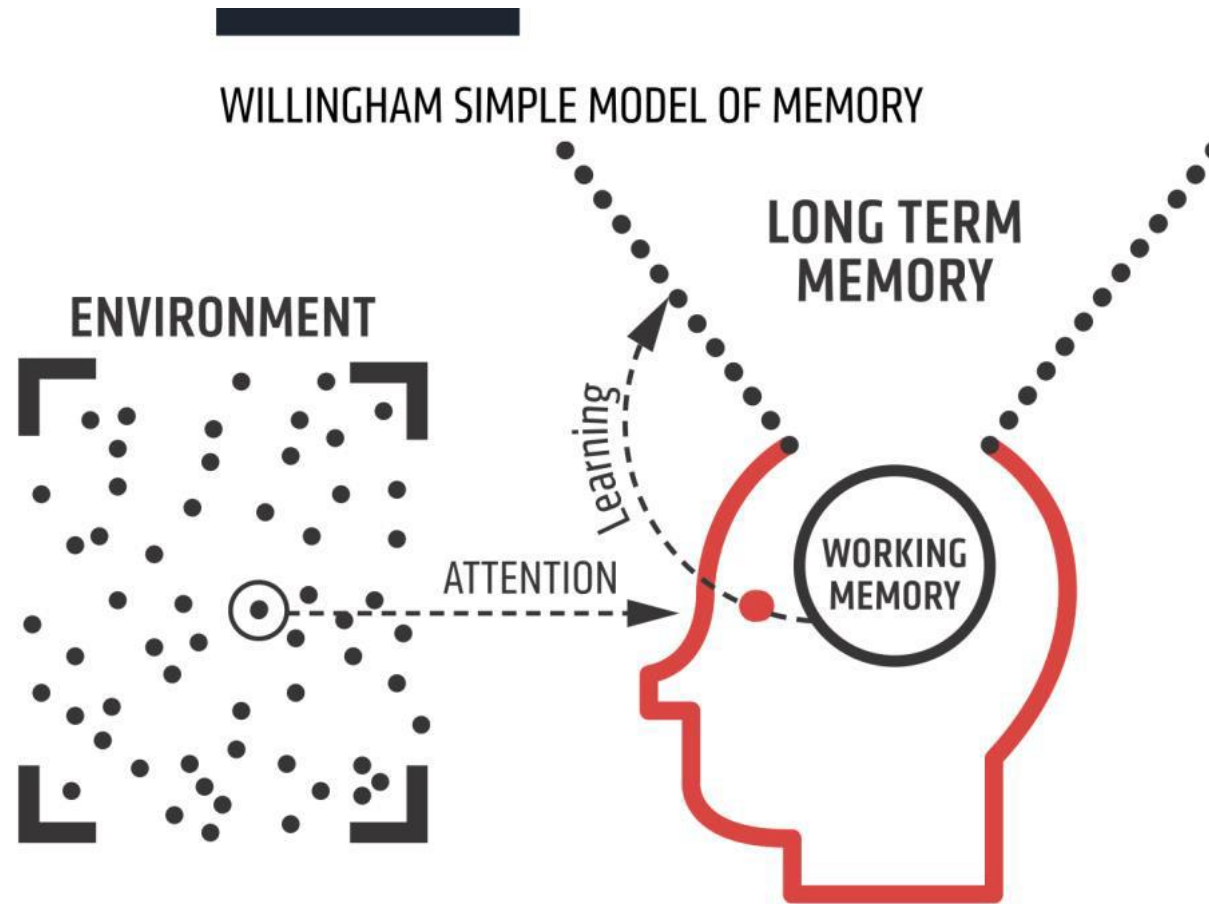 WILLINGHAM SIMPLE MODEL OF MEMORY
LONG TERM
MEMORY
ENVIRONMENT
Learning
ATTENTION
WORKING
MEMORY